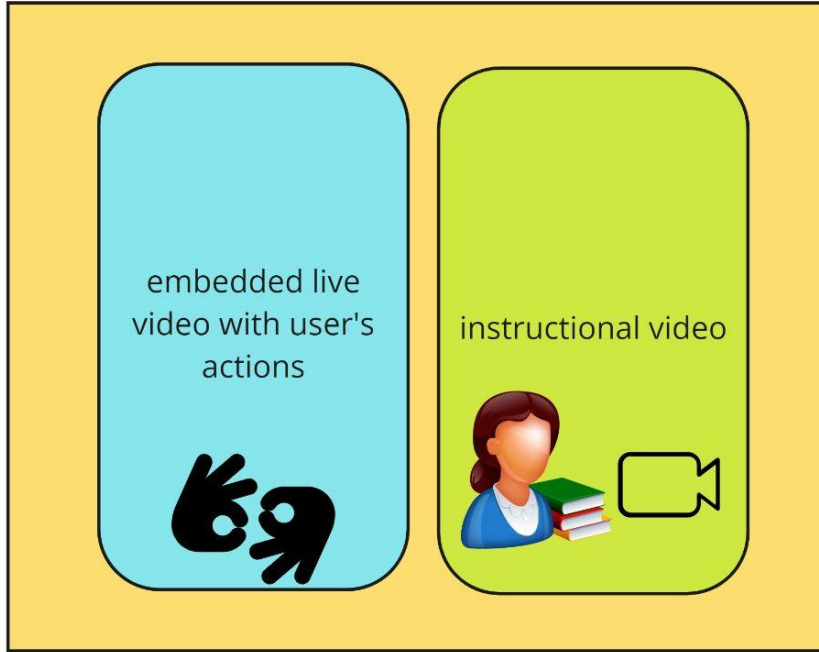 embedded live
video with user's
actions
instructional video